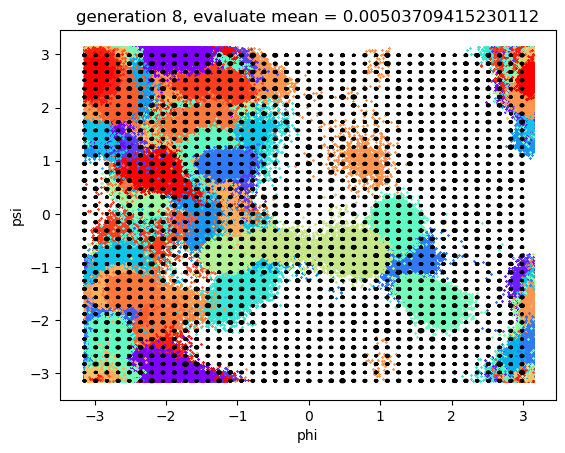 generation 8, evaluate mean = 0.00503709415230112
3
2
1
0
−1
−2
−3
psi
−3 −2 −1 0 1 2 3
phi